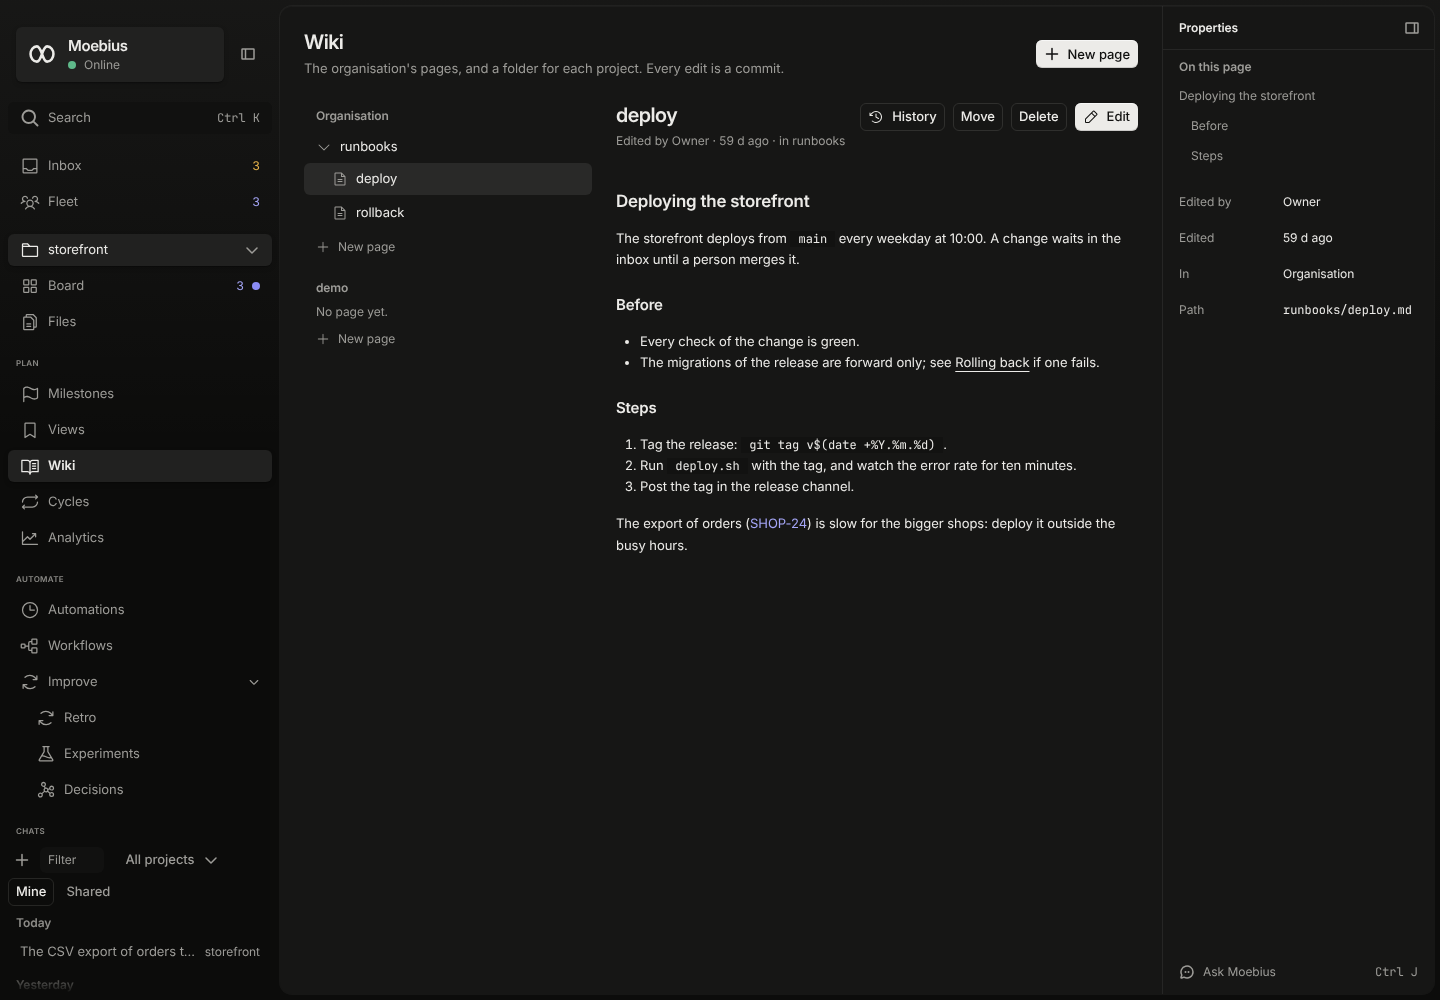 Moebius
Online
Search Ctrl K
Inbox 3
Fleet 3
storefront
Board 3
Files
PLAN
Milestones
Views
Wiki
Cycles
Analytics
AUTOMATE
Automations
Workflows
Improve
Retro
Experiments
Decisions
CHATS
Filter All projects
Mine Shared
Today
The CSV export of orders t... storefront
Yesterday
Wiki
The organisation's pages, and a folder for each project. Every edit is a commit.
New page
Organisation
runbooks
deploy
rollback
New page
demo
No page yet.
New page
deploy
Edited by Owner · 59 d ago · in runbooks
History Move Delete Edit
Deploying the storefront
The storefront deploys from main every weekday at 10:00. A change waits in the
inbox until a person merges it.
Before
• Every check of the change is green.
• The migrations of the release are forward only; see Rolling back if one fails.
Steps
1. Tag the release: git tag v$(date +%Y.%m.%d) .
2. Run deploy.sh with the tag, and watch the error rate for ten minutes.
3. Post the tag in the release channel.
The export of orders (SHOP-24) is slow for the bigger shops: deploy it outside the
busy hours.
Properties
On this page
Deploying the storefront
Before
Steps
Edited by Owner
Edited 59 d ago
In Organisation
Path runbooks/deploy.md
Ask Moebius Ctrl J